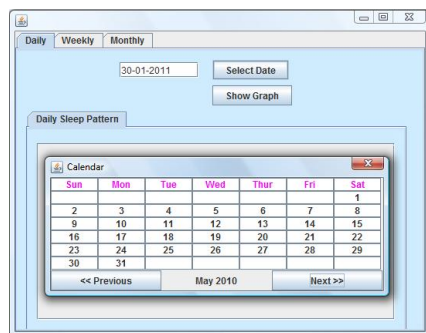 Daily Weekly Monthly
30-01-2011 Select Date
Show Graph
Daily Sleep Pattern
Calendar
Sun Mon Tue Wed Thur Fri Sat
1
2 3 4 5 6 7 8
9 10 11 12 13 14 15
16 17 18 19 20 21 22
23 24 25 26 27 28 29
30 31
<< Previous May 2010 Next >>